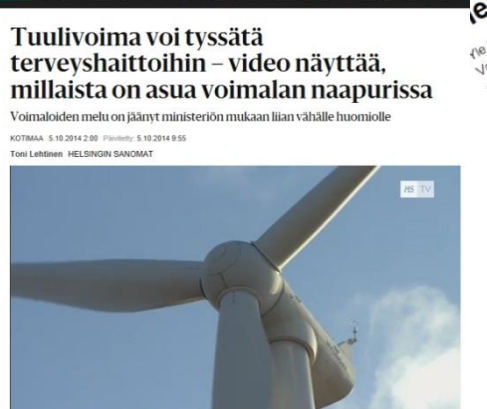 Tuulivoima voi tyssätä
terveyshaittoihin – video näyttää,
millaista on asua voimalan naapurissa
Voimaloiden melu on jäänyt ministeriön mukaan liian vähälle huomiolle
KOTIMAA 5.10.2014 2:00 Päivitetty: 5.10.2014 9:55
Toni Lehtinen HELSINGIN SANOMAT
HS TV